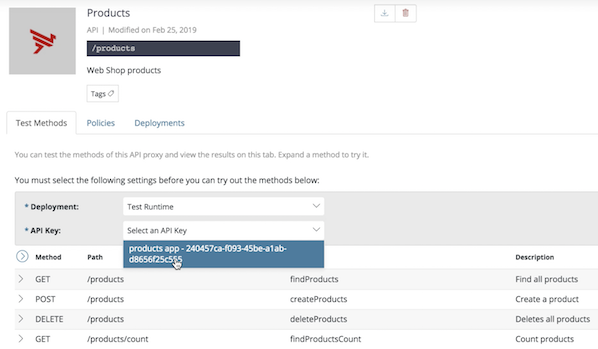 Products
API | Modified on Feb 25, 2019
/products
Web Shop products
Tags
Test Methods Policies Deployments
You can test the methods of this API proxy and view the results on this tab. Expand a method to try it.
You must select the following settings before you can try out the methods below:
* Deployment: Test Runtime
* API Key: Select an API Key
products app - 240457ca-f093-45be-a1ab-
d8656f25c555
Method Path Description
GET /products findProducts Find all products
POST /products createProducts Create a product
DELETE /products deleteProducts Deletes all products
GET /products/count findProductsCount Count products